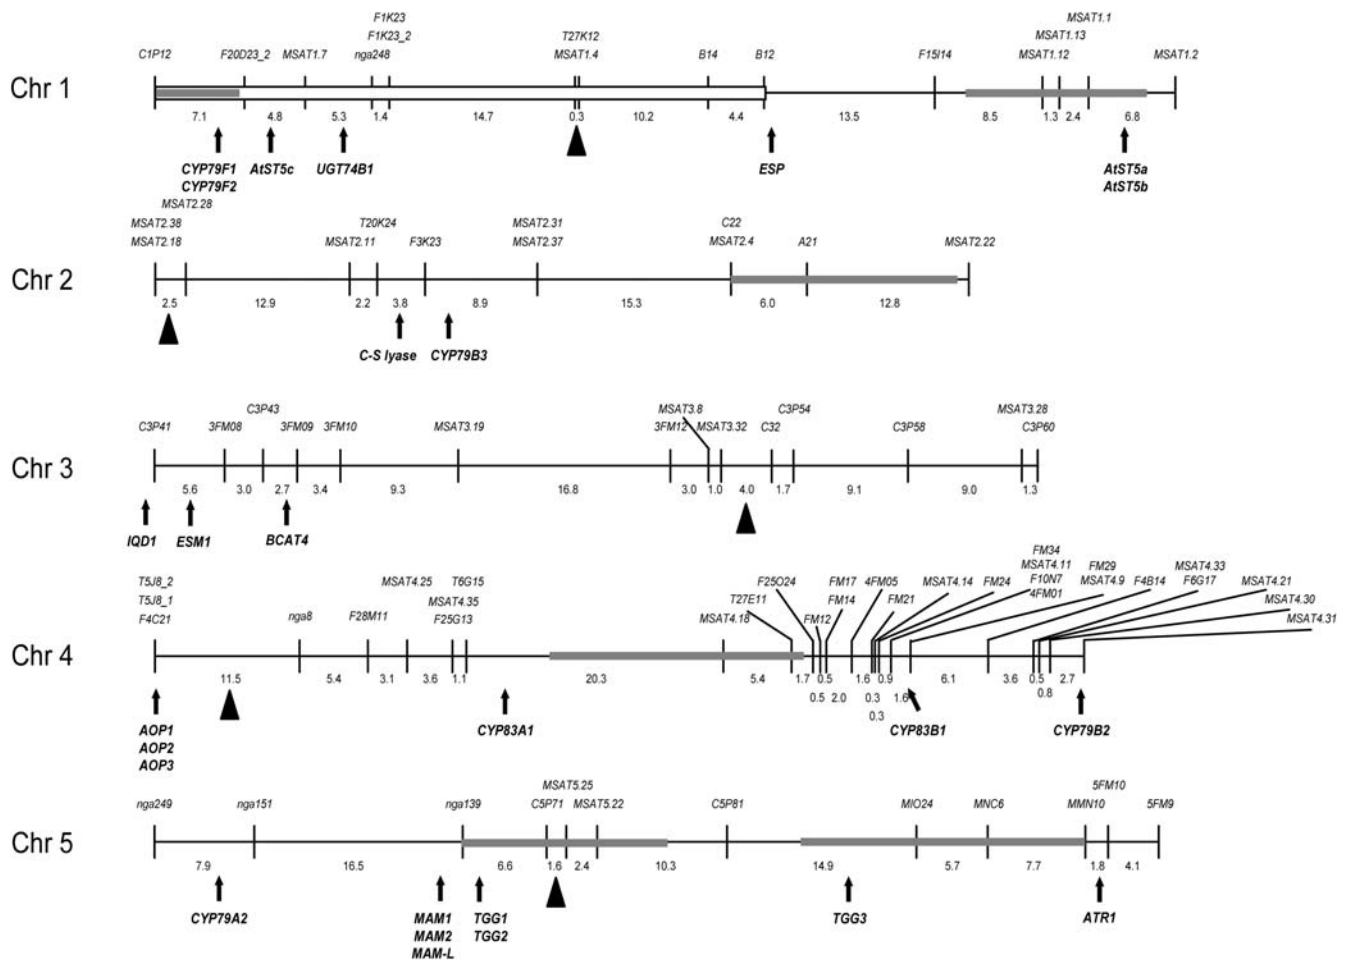 F1K23
F1K23_2 T27K12 MSAT1.1
MSAT1.13
C1P12 F20D23_2 MSAT1.7 nga248 MSAT1.4 B14 B12 F15I14 MSAT1.12 MSAT1.2
Chr 1
7.1 4.8 5.3 1.4 14.7 0.3 10.2 4.4 13.5 8.5 1.3 2.4 6.8
CYP79F1 AtST5c UGT74B1 ESP AtST5a
CYP79F2 AtST5b
MSAT2.28
MSAT2.38 T20K24 MSAT2.31 C22
MSAT2.18 MSAT2.11 F3K23 MSAT2.37 MSAT2.4 A21 MSAT2.22
Chr 2
2.5 12.9 2.2 3.8 8.9 15.3 6.0 12.8
C-S lyase CYP79B3
C3P43 MSAT3.8 C3P54 MSAT3.28
C3P41 3FM08 3FM09 3FM10 MSAT3.19 3FM12 MSAT3.32 C32 C3P58 C3P60
Chr 3
5.6 3.0 2.7 3.4 9.3 16.8 3.0 1.0 4.0 1.7 9.1 9.0 1.3
IQD1 ESM1 BCAT4
FM34
MSAT4.11 FM29 MSAT4.33
T5J8_2 MSAT4.25 T6G15 F25O24 FM17 4FM05 MSAT4.14 FM24 F10N7 MSAT4.9 F4B14 F6G17 MSAT4.21
4FM01
T5J8_1 MSAT4.35 T27E11 FM14 FM21 MSAT4.30
F4C21 nga8 F28M11 F25G13 MSAT4.18 FM12 MSAT4.31
Chr 4
11.5 5.4 3.1 3.6 1.1 20.3 5.4 1.7 0.5 1.6 0.9 6.1 3.6 0.5 2.7
0.5 2.0 0.3 1.6 0.8
0.3
AOP1 CYP83A1 CYP83B1 CYP79B2
AOP2
AOP3
MSAT5.25 5FM10
nga249 nga151 nga139 C5P71 MSAT5.22 C5P81 MIO24 MNC6 MMN10 5FM9
Chr 5
7.9 16.5 6.6 1.6 2.4 10.3 14.9 5.7 7.7 1.8 4.1
CYP79A2 MAM1 TGG1 TGG3 ATR1
MAM2 TGG2
MAM-L